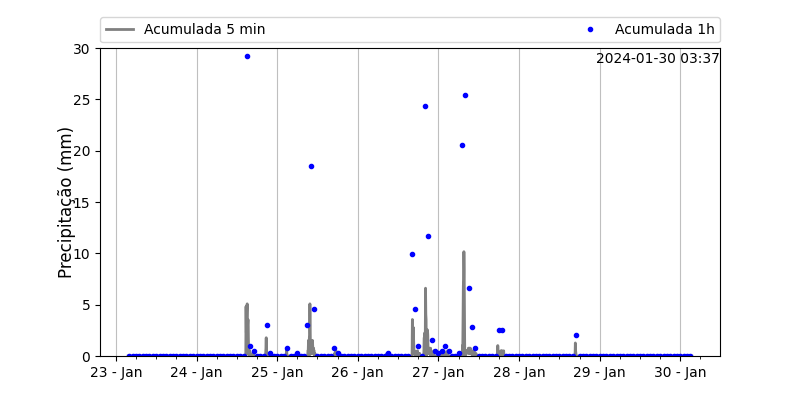 Acumulada 5 min
Acumulada 1h
2024-01-30 03:37
Precipitação (mm)
30
25
20
15
10
5
0
23 - Jan
24 - Jan
25 - Jan
26 - Jan
27 - Jan
28 - Jan
29 - Jan
30 - Jan